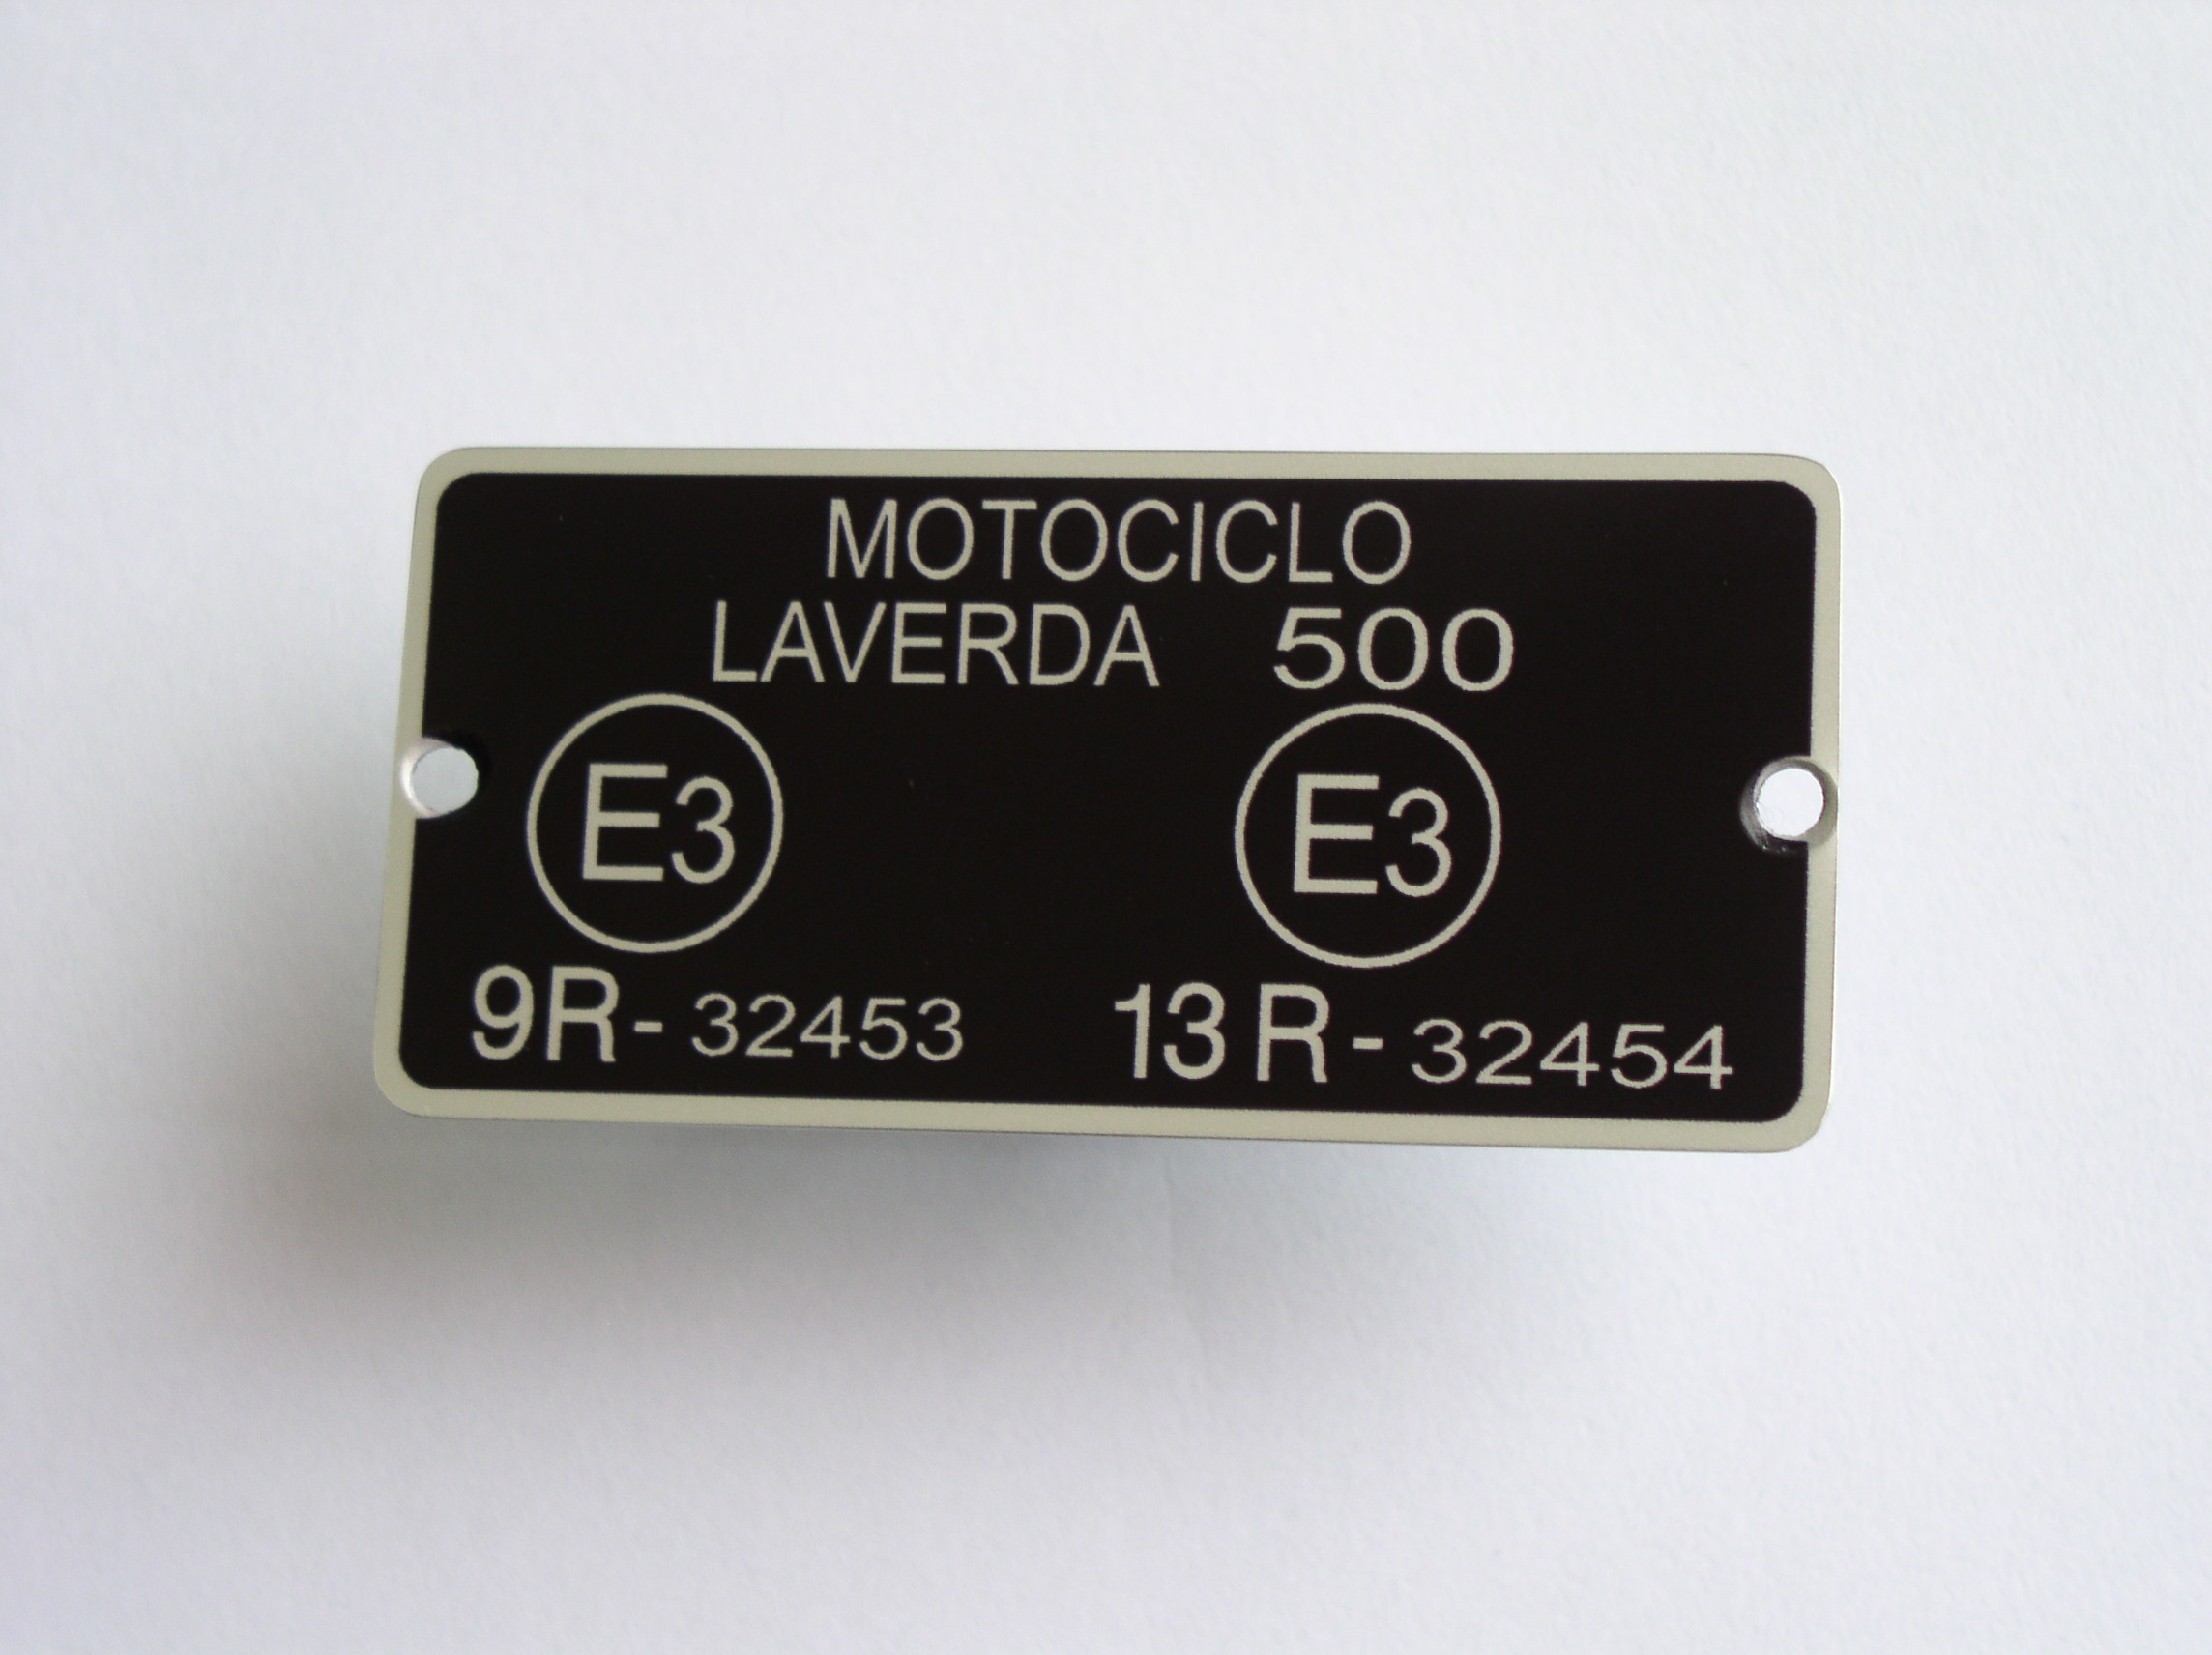 MOTOCICLO
LAVERDA 500
E3 E3
9R-32453 13R-32454